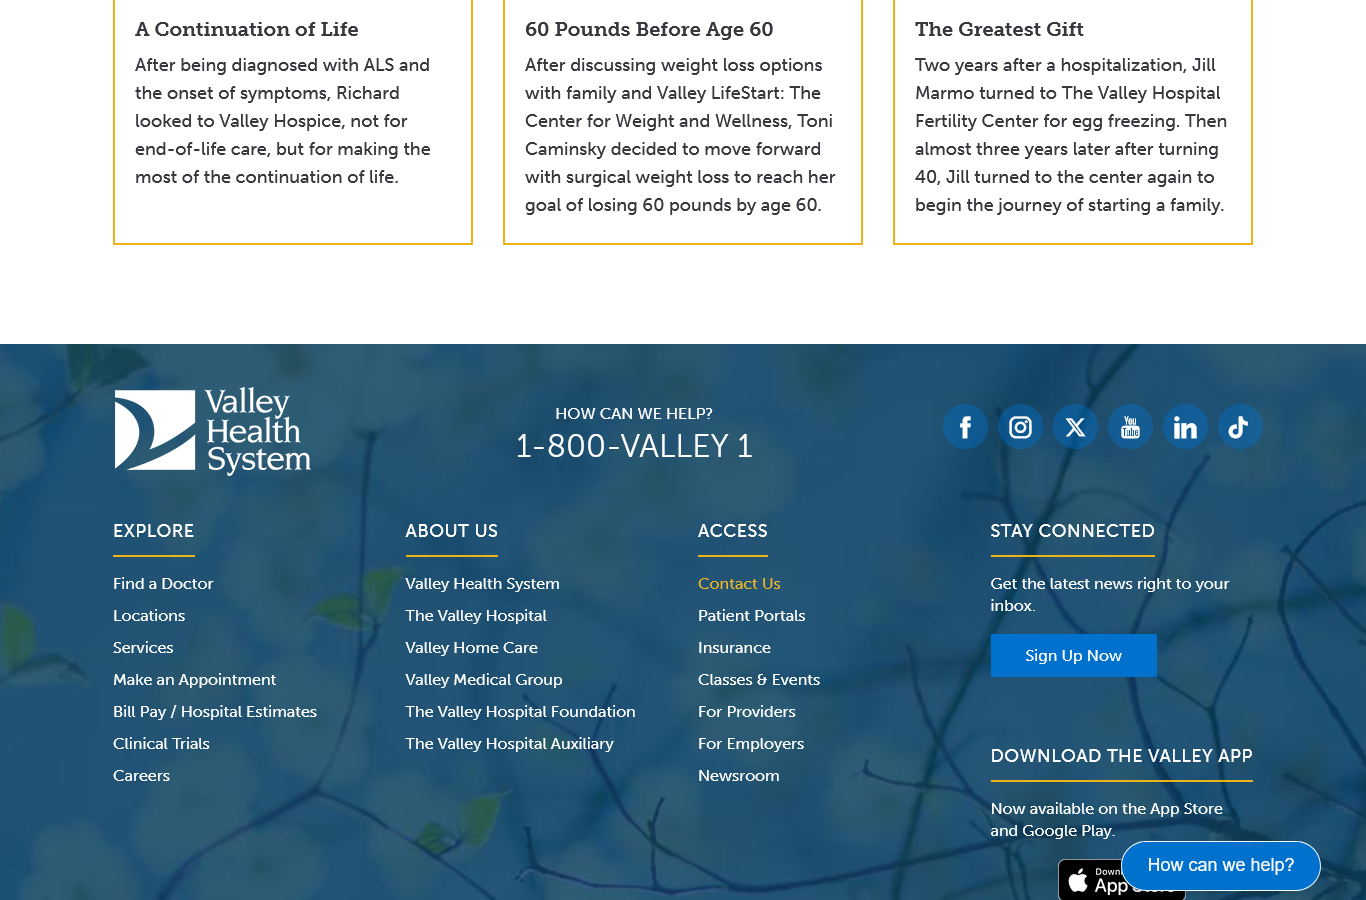 A Continuation of Life
After being diagnosed with ALS and
the onset of symptoms, Richard
looked to Valley Hospice, not for
end-of-life care, but for making the
most of the continuation of life.
60 Pounds Before Age 60
After discussing weight loss options
with family and Valley LifeStart: The
Center for Weight and Wellness, Toni
Caminsky decided to move forward
with surgical weight loss to reach her
goal of losing 60 pounds by age 60.
The Greatest Gift
Two years after a hospitalization, Jill
Marmo turned to The Valley Hospital
Fertility Center for egg freezing. Then
almost three years later after turning
40, Jill turned to the center again to
begin the journey of starting a family.
Valley
Health
System
HOW CAN WE HELP?
1-800-VALLEY 1
You
Tube
EXPLORE
Find a Doctor
Locations
Services
Make an Appointment
Bill Pay / Hospital Estimates
Clinical Trials
Careers
ABOUT US
Valley Health System
The Valley Hospital
Valley Home Care
Valley Medical Group
The Valley Hospital Foundation
The Valley Hospital Auxiliary
ACCESS
Contact Us
Patient Portals
Insurance
Classes & Events
For Providers
For Employers
Newsroom
STAY CONNECTED
Get the latest news right to your
inbox.
Sign Up Now
DOWNLOAD THE VALLEY APP
Now available on the App Store
and Google Play.
App
How can we help?